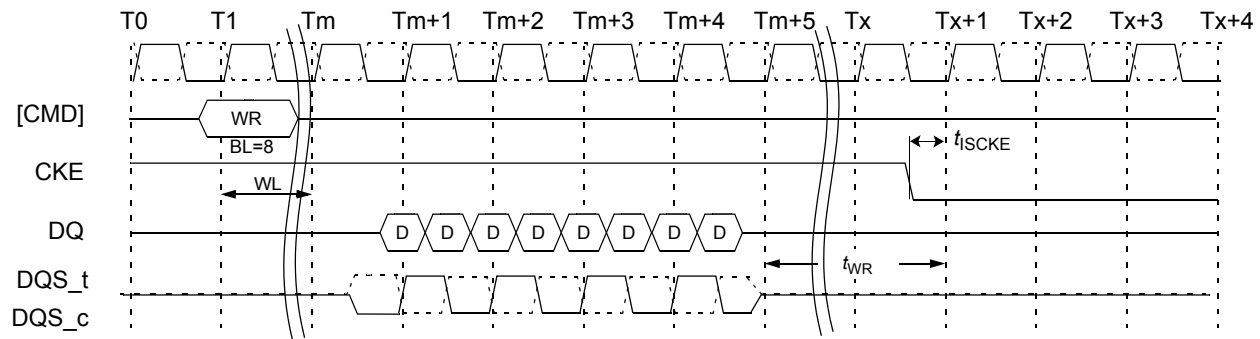 T0 T1 Tm Tm+1 Tm+2 Tm+3 Tm+4 Tm+5 Tx Tx+1 Tx+2 Tx+3 Tx+4
[CMD] WR
BL=8
tISCKE
CKE
WL
DQ D D D D D D D D
tWR
DQS_t
DQS_c